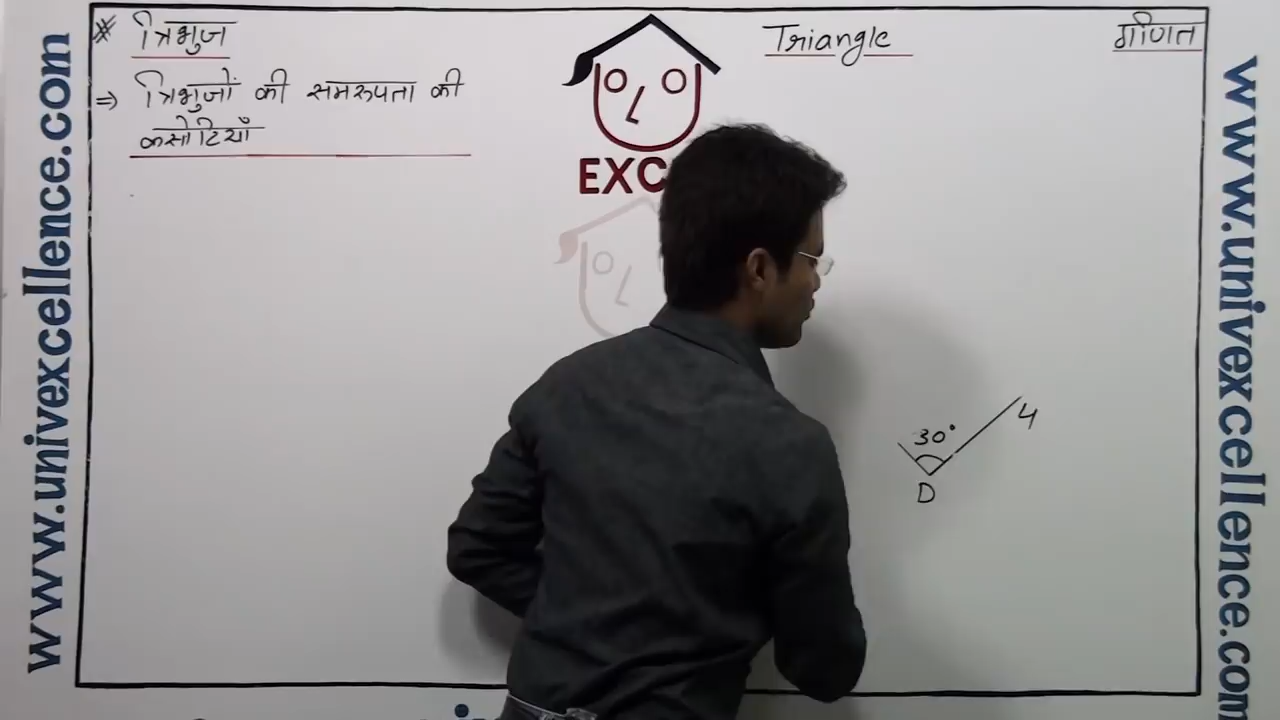 * त्रिभुज
Triangle
गणित
⇒ त्रिभुजों की समरूपता की
कसोटियाँ
EXC
30°
4
D
www.univexcellence.com
www.univexcellence.com